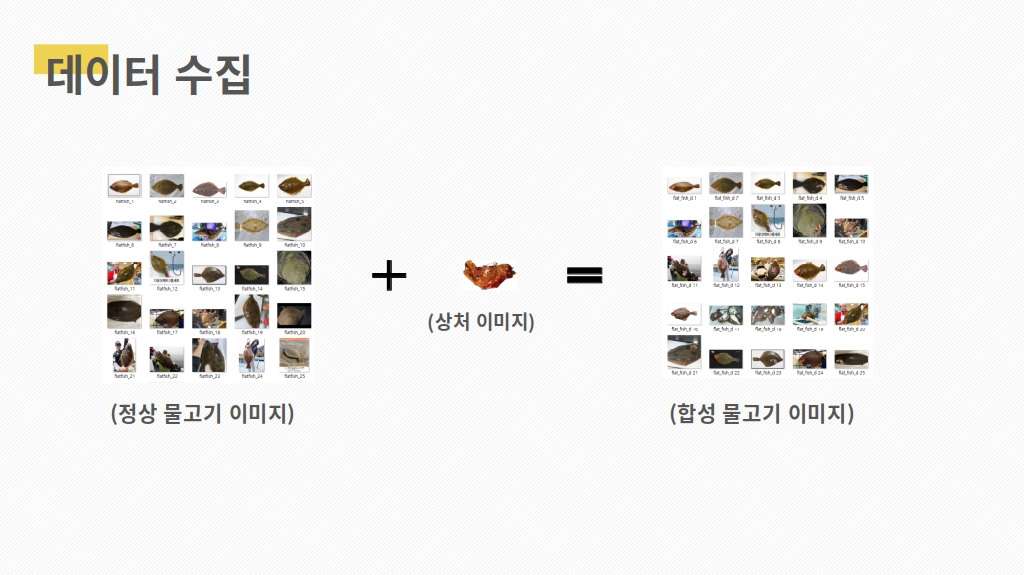 데이터 수집
flatfish_1 flatfish_2 flatfish_3 flatfish_4 flatfish_5
flatfish_6 flatfish_7 flatfish_8 flatfish_9 flatfish_10
flatfish_11 flatfish_12 flatfish_13 flatfish_14 flatfish_15
flatfish_16 flatfish_17 flatfish_18 flatfish_19 flatfish_20
flatfish_21 flatfish_22 flatfish_23 flatfish_24 flatfish_25
(정상 물고기 이미지)
+
(상처 이미지)
=
flat_fish_d 1 flat_fish_d 2 flat_fish_d 3 flat_fish_d 4 flat_fish_d 5
flat_fish_d 6 flat_fish_d 7 flat_fish_d 8 flat_fish_d 9 flat_fish_d 10
flat_fish_d 11 flat_fish_d 12 flat_fish_d 13 flat_fish_d 14 flat_fish_d 15
flat_fish_d 16 flat_fish_d 17 flat_fish_d 18 flat_fish_d 19 flat_fish_d 20
flat_fish_d 21 flat_fish_d 22 flat_fish_d 23 flat_fish_d 24 flat_fish_d 25
(합성 물고기 이미지)